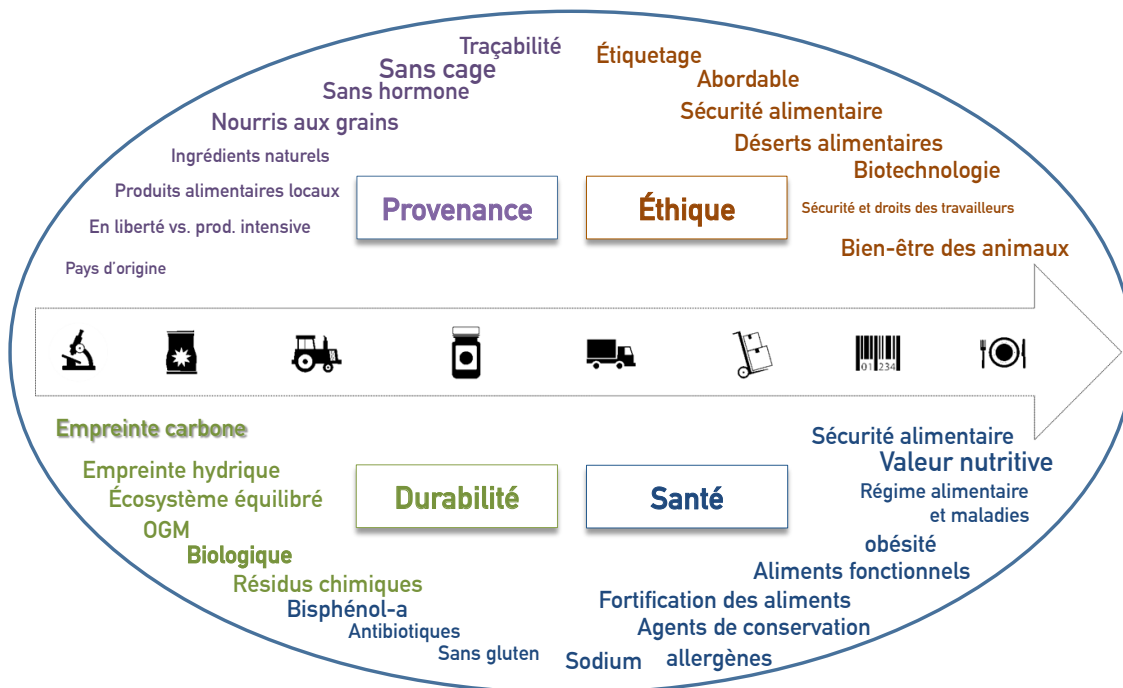 Traçabilité
Sans cage
Sans hormone
Nourris aux grains
Ingrédients naturels
Produits alimentaires locaux
En liberté vs. prod. intensive
Pays d'origine
Provenance
Étiquetage
Abordable
Sécurité alimentaire
Déserts alimentaires
Biotechnologie
Sécurité et droits des travailleurs
Bien-être des animaux
Éthique
01 234
Empreinte carbone
Empreinte hydrique
Écosystème équilibré
OGM
Biologique
Résidus chimiques
Durabilité
Santé
Sécurité alimentaire
Valeur nutritive
Régime alimentaire
et maladies
obésité
Aliments fonctionnels
Fortification des aliments
Agents de conservation
allergènes
Sodium
Bisphénol-a
Antibiotiques
Sans gluten